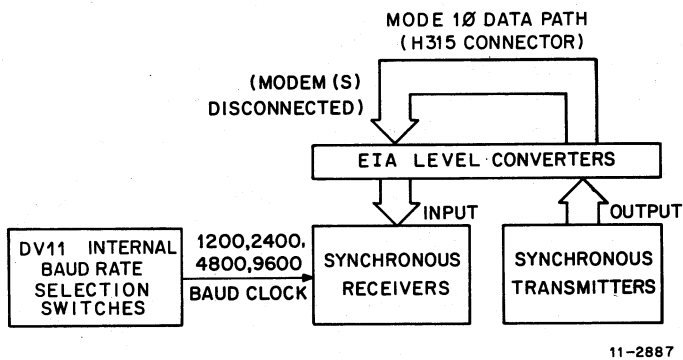 MODE 1Ø DATA PATH
(H315 CONNECTOR)
(MODEM (S)
DISCONNECTED)
EIA LEVEL CONVERTERS
INPUT
OUTPUT
DV11 INTERNAL
BAUD RATE
SELECTION
SWITCHES
1200,2400,
4800,9600
BAUD CLOCK
SYNCHRONOUS
RECEIVERS
SYNCHRONOUS
TRANSMITTERS
11-2887